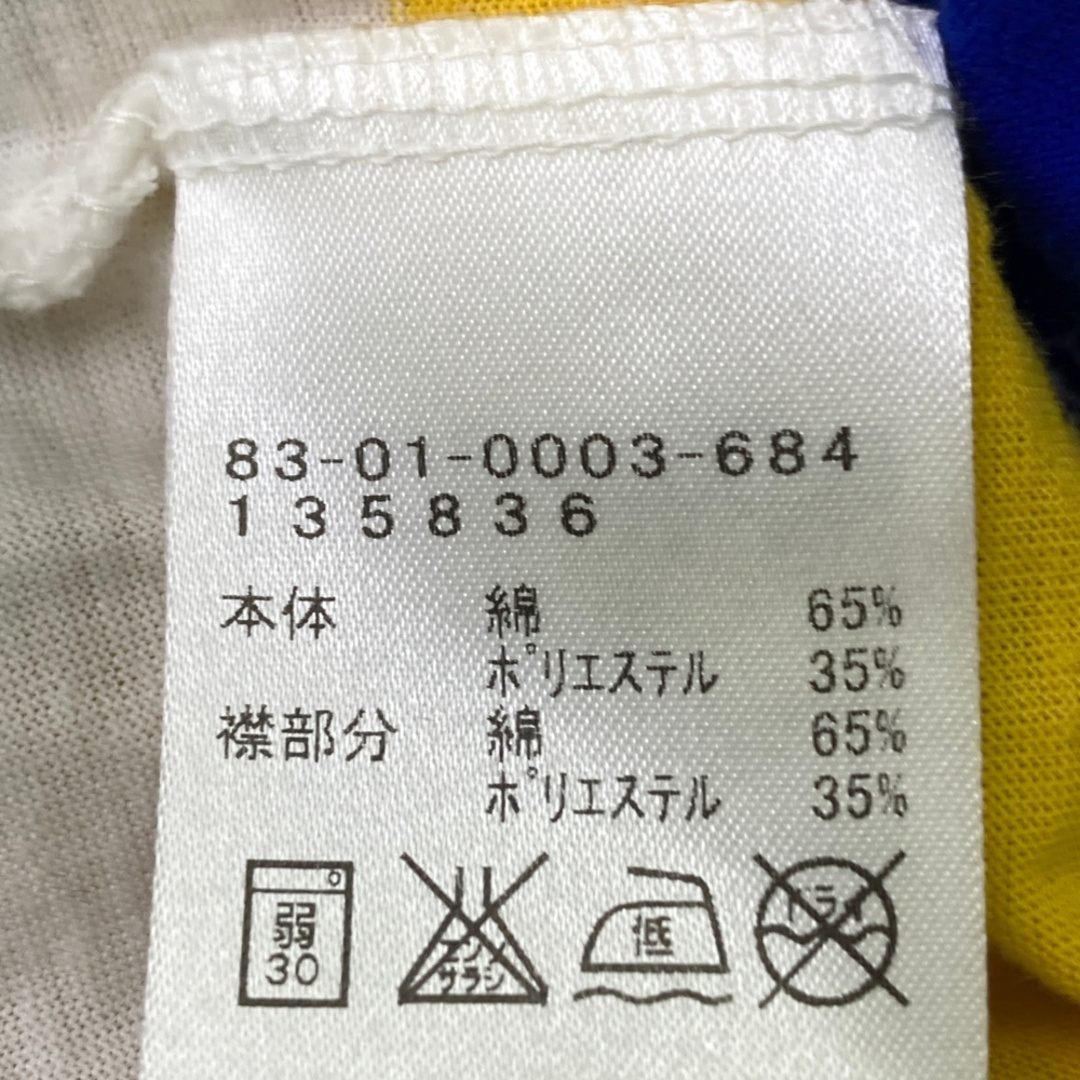 83-01-0003-684
135836
本体 綿 65%
ポリエステル 35%
襟部分 綿 65%
ポリエステル 35%
弱
30
エンソ
サラシ
低
ドライ